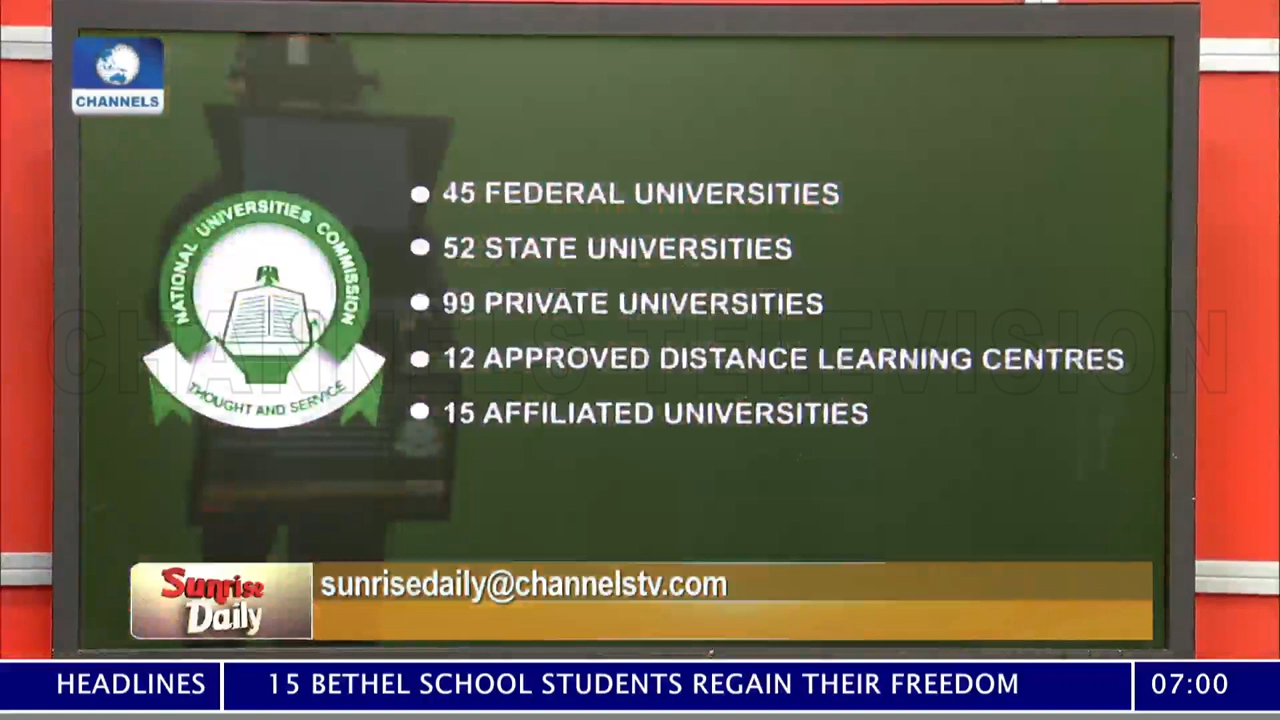 CHANNELS
NATIONAL UNIVERSITIES COMMISSION
THOUGHT AND SERVICE
45 FEDERAL UNIVERSITIES
52 STATE UNIVERSITIES
99 PRIVATE UNIVERSITIES
12 APPROVED DISTANCE LEARNING CENTRES
15 AFFILIATED UNIVERSITIES
CHANNELS TELEVISION
Sunrise
Daily
sunrisedaily@channelstv.com
HEADLINES
15 BETHEL SCHOOL STUDENTS REGAIN THEIR FREEDOM
07:00